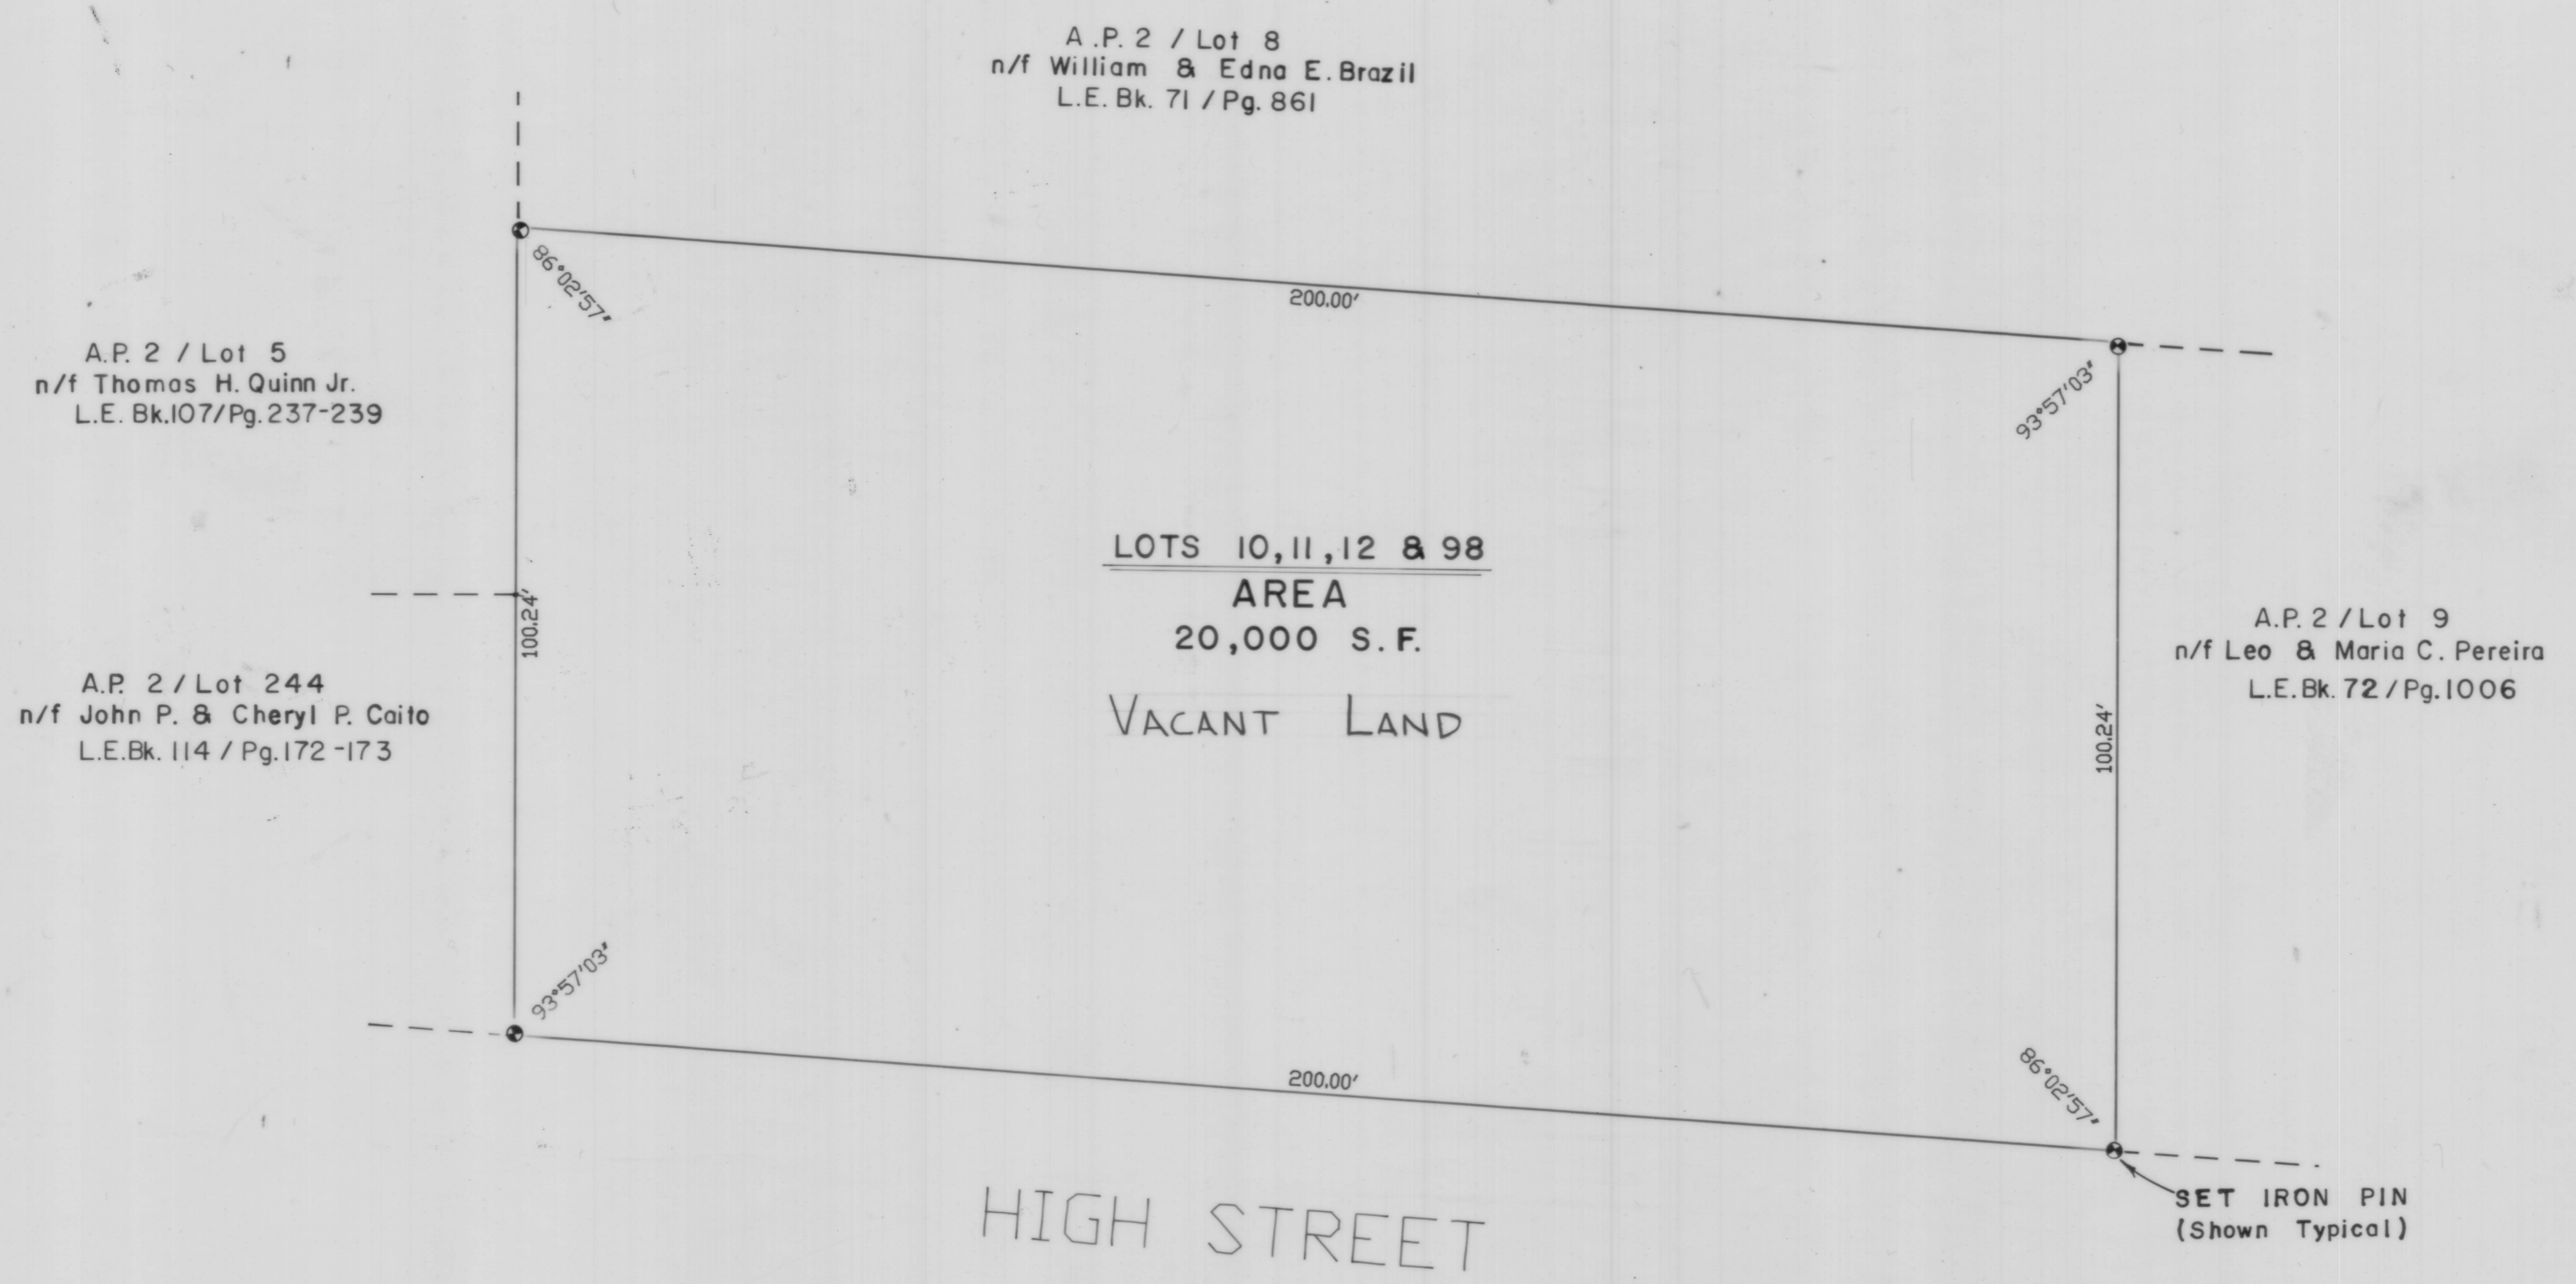 A.P. 2 / Lot 8
n/f William & Edna E. Brazil
L.E. Bk. 71 / Pg. 861
86°02'57"
200.00'
93°57'03"
A.P. 2 / Lot 5
n/f Thomas H. Quinn Jr.
L.E. Bk.107/Pg.237-239
100.24'
A.P. 2 / Lot 244
n/f John P. & Cheryl P. Caito
L.E.Bk. 114 / Pg.172-173
LOTS 10,11,12 & 98
AREA
20,000 S.F.
VACANT LAND
A.P. 2 / Lot 9
n/f Leo & Maria C. Pereira
L.E.Bk. 72 / Pg.1006
100.24'
93°57'03"
200.00'
86°02'57"
HIGH STREET
SET IRON PIN
(Shown Typical)